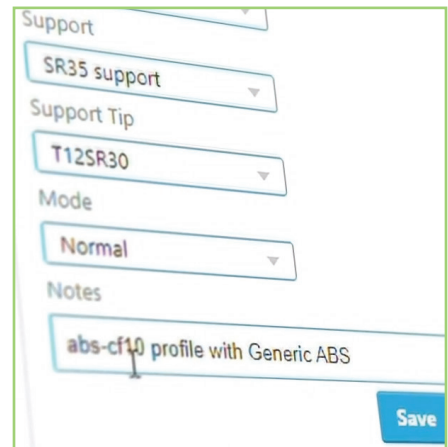 Support
SR35 support
Support Tip
T12SR30
Mode
Normal
Notes
abs-cf10 profile with Generic ABS
Save